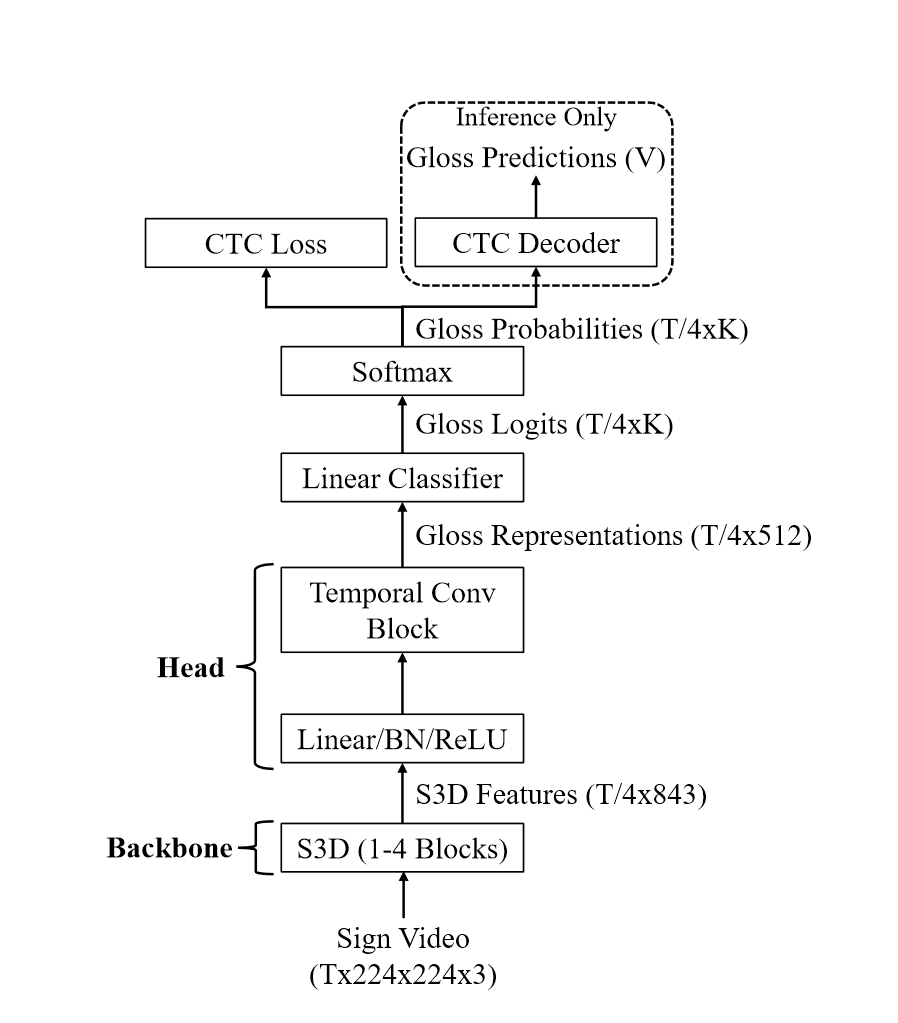 Inference Only
Gloss Predictions (V)
CTC Loss
CTC Decoder
Gloss Probabilities (T/4xK)
Softmax
Gloss Logits (T/4xK)
Linear Classifier
Gloss Representations (T/4x512)
Temporal Conv
Block
Head
Linear/BN/ReLU
S3D Features (T/4x843)
Backbone
S3D (1-4 Blocks)
Sign Video
(Tx224x224x3)